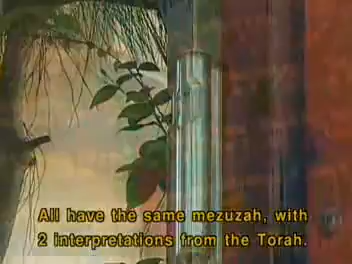 All have the same mezuzah, with
2 interpretations from the Torah.